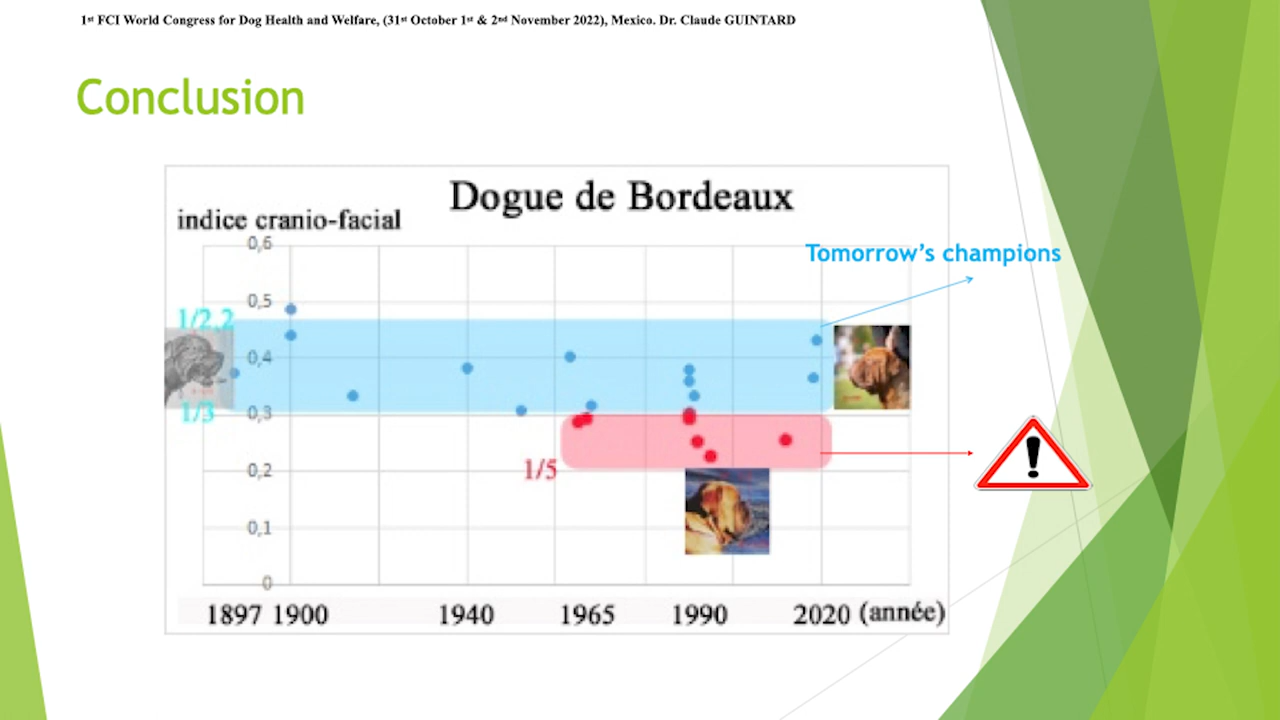 1st FCI World Congress for Dog Health and Welfare, (31st October 1st & 2nd November 2022), Mexico. Dr. Claude GUINTARD
Conclusion
Dogue de Bordeaux
indice cranio-facial
0,6
Tomorrow's champions
0,5
1/2,2
0,4
1/3
0,3
1/5
0,2
0,1
0
1897 1900 1940 1965 1990 2020 (année)